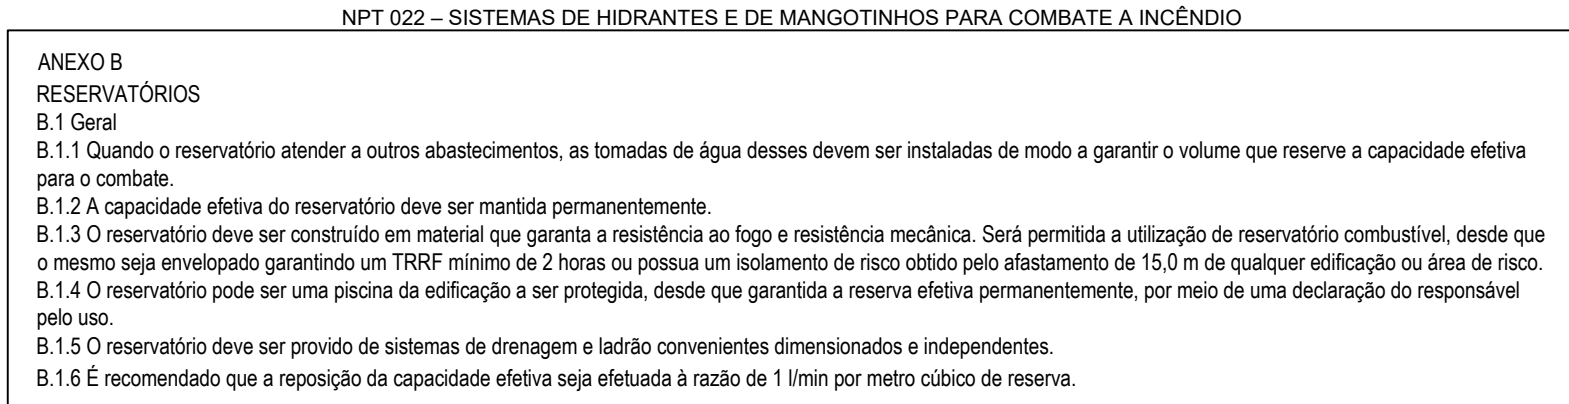 NPT 022 – SISTEMAS DE HIDRANTES E DE MANGOTINHOS PARA COMBATE A INCÊNDIO
ANEXO B
RESERVATÓRIOS
B.1 Geral
B.1.1 Quando o reservatório atender a outros abastecimentos, as tomadas de água desses devem ser instaladas de modo a garantir o volume que reserve a capacidade efetiva
para o combate.
B.1.2 A capacidade efetiva do reservatório deve ser mantida permanentemente.
B.1.3 O reservatório deve ser construído em material que garanta a resistência ao fogo e resistência mecânica. Será permitida a utilização de reservatório combustível, desde que
o mesmo seja envelopado garantindo um TRRF mínimo de 2 horas ou possua um isolamento de risco obtido pelo afastamento de 15,0 m de qualquer edificação ou área de risco.
B.1.4 O reservatório pode ser uma piscina da edificação a ser protegida, desde que garantida a reserva efetiva permanentemente, por meio de uma declaração do responsável
pelo uso.
B.1.5 O reservatório deve ser provido de sistemas de drenagem e ladrão convenientes dimensionados e independentes.
B.1.6 É recomendado que a reposição da capacidade efetiva seja efetuada à razão de 1 l/min por metro cúbico de reserva.